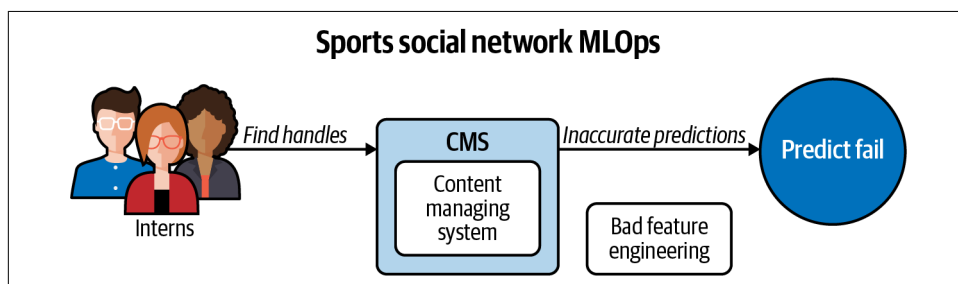 Sports social network MLOps
Find handles
Inaccurate predictions
CMS
Predict fail
Content
managing
system
Interns
Bad feature
engineering